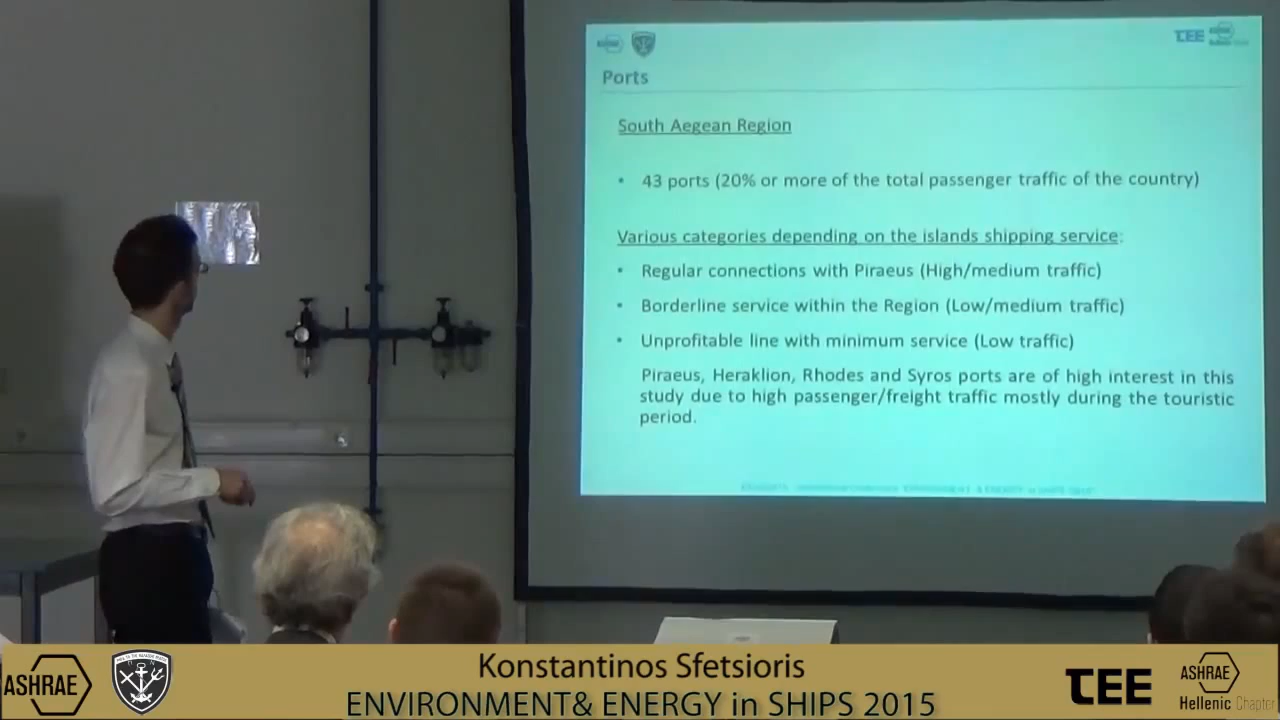 ASHRAE
TEE
Ports
South Aegean Region
• 43 ports (20% or more of the total passenger traffic of the country)
Various categories depending on the islands shipping service:
• Regular connections with Piraeus (High/medium traffic)
• Borderline service within the Region (Low/medium traffic)
• Unprofitable line with minimum service (Low traffic)
Piraeus, Heraklion, Rhodes and Syros ports are of high interest in this
study due to high passenger/freight traffic mostly during the touristic
period.
Konstantinos Sfetsioris
ENVIRONMENT& ENERGY in SHIPS 2015
ASHRAE
TEE
ASHRAE
Hellenic Chapter